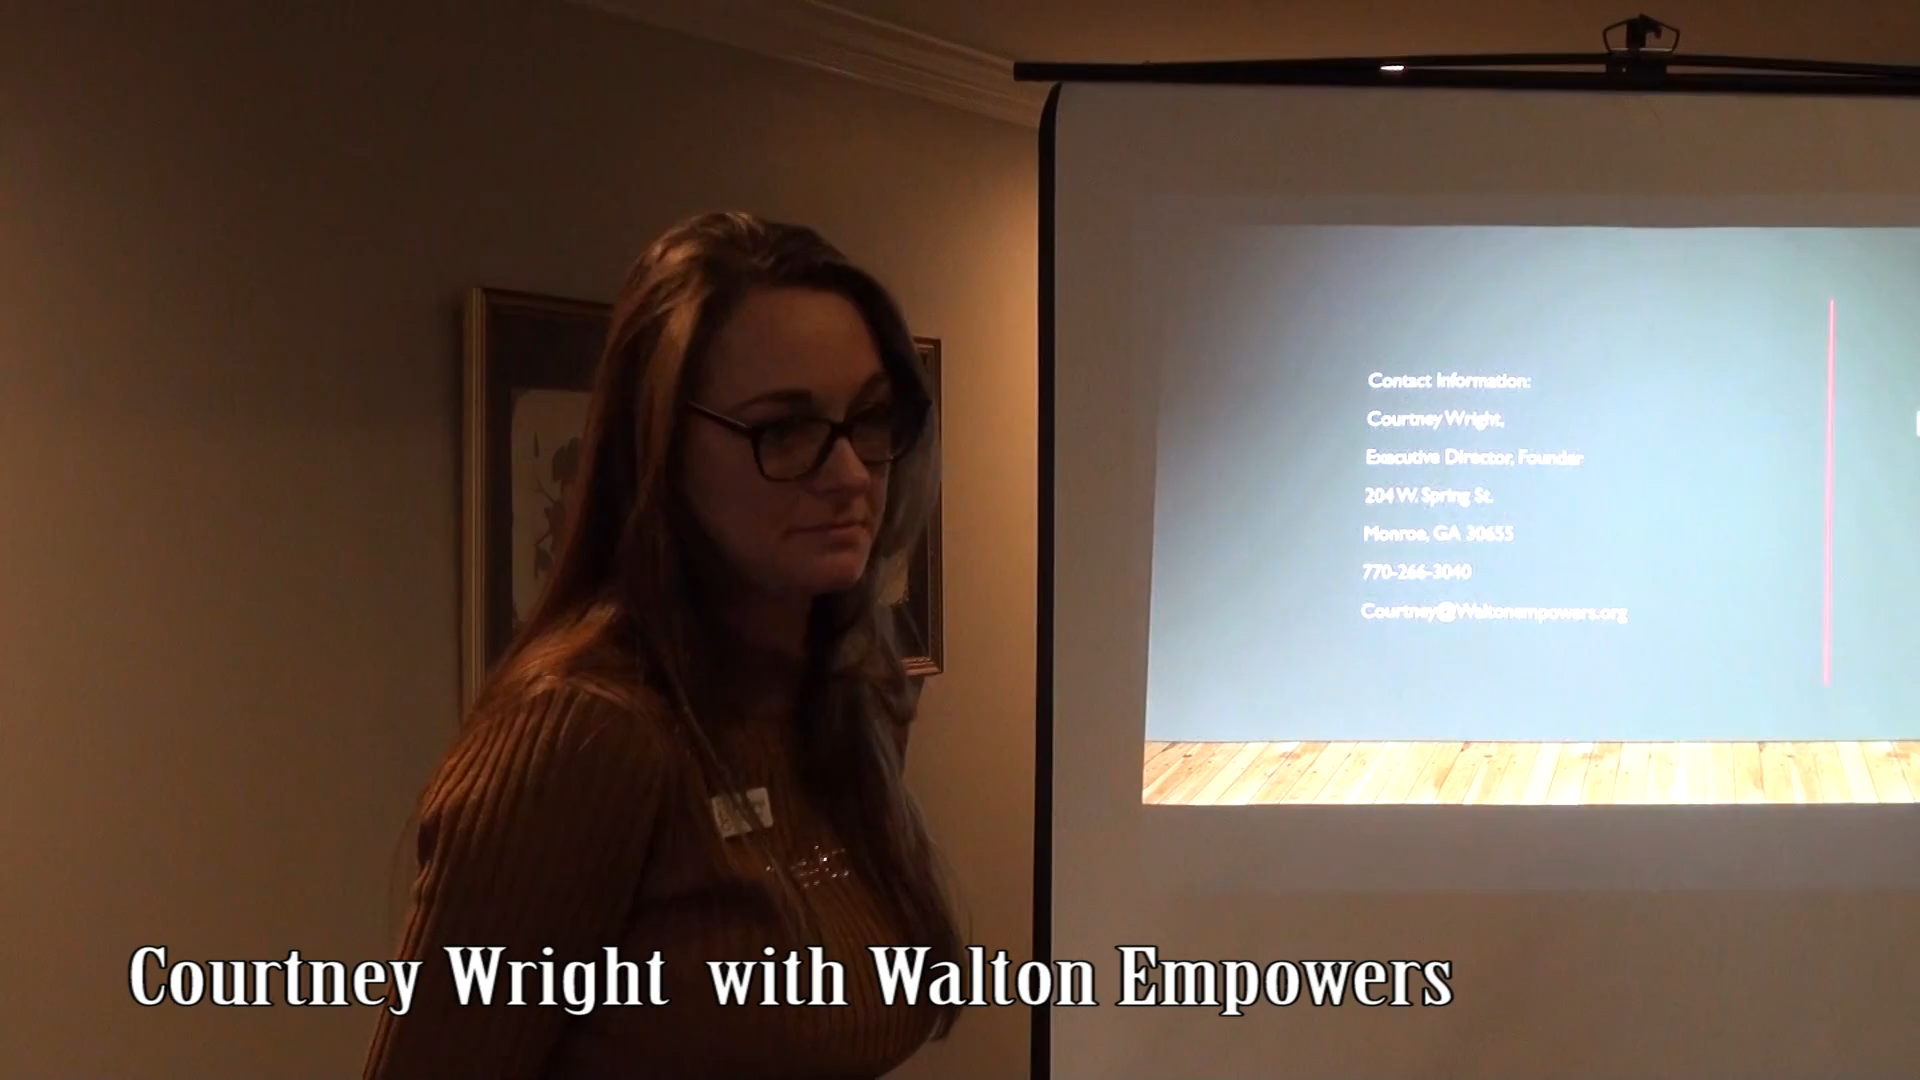 Contact Information:
Courtney Wright,
Executive Director, Founder
204 W. Spring St.
Monroe, GA 30655
770-266-3040
Courtney@Waltonempowers.org
Courtney Wright with Walton Empowers